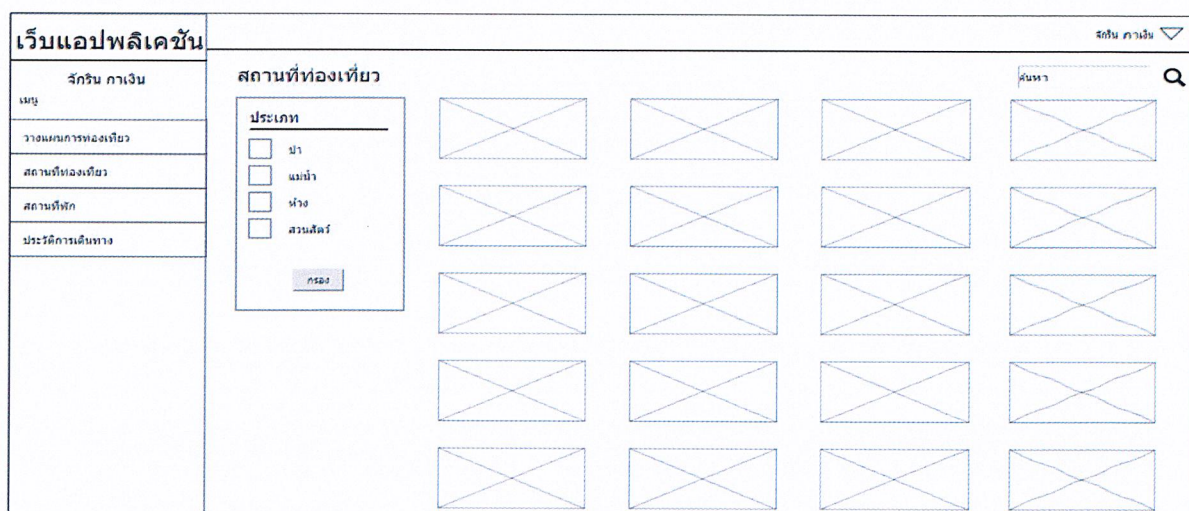 เว็บแอปพลิเคชัน
จักริน กาเงิน
จักริน กาเงิน
เมนู
วางแผนการท่องเที่ยว
สถานที่ท่องเที่ยว
สถานที่พัก
ประวัติการเดินทาง
สถานที่ท่องเที่ยว
ค้นหา
ประเภท
ป่า
แม่น้ำ
ห้าง
สวนสัตว์
กรอง